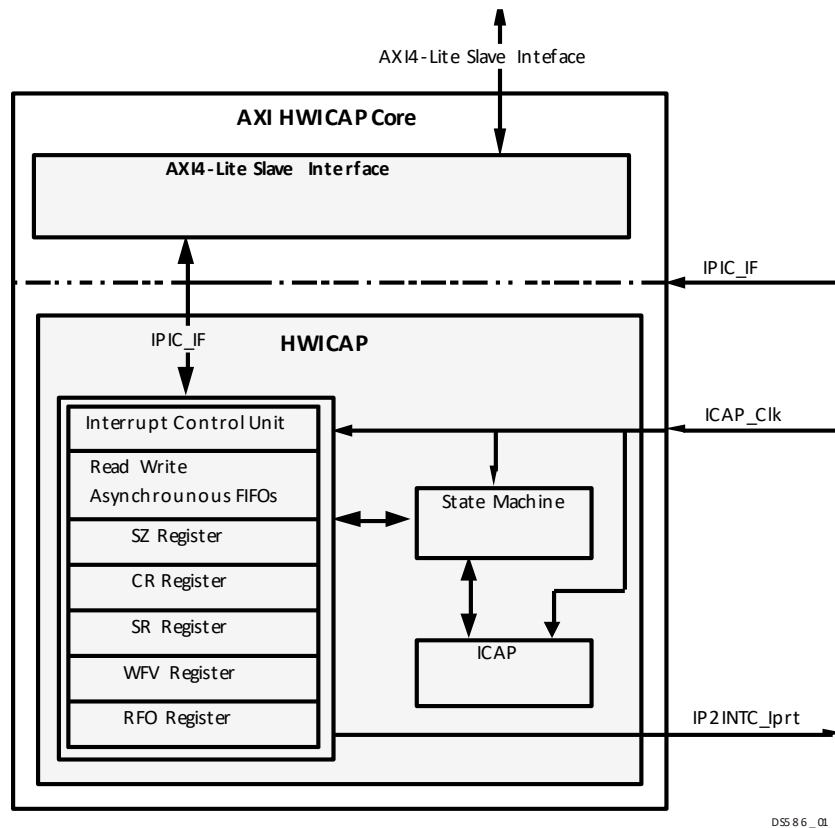 AXI4-Lite Slave Inteface
AXI HWICAP Core
AXI4-Lite Slave Interface
IPIC_IF
IPIC_IF
HWICAP
ICAP_Clk
Interrupt Control Unit
Read Write
Asynchrounous FIFOs
State Machine
SZ Register
CR Register
SR Register
ICAP
WFV Register
RFO Register
IP2INTC_Iprt
DS586_01